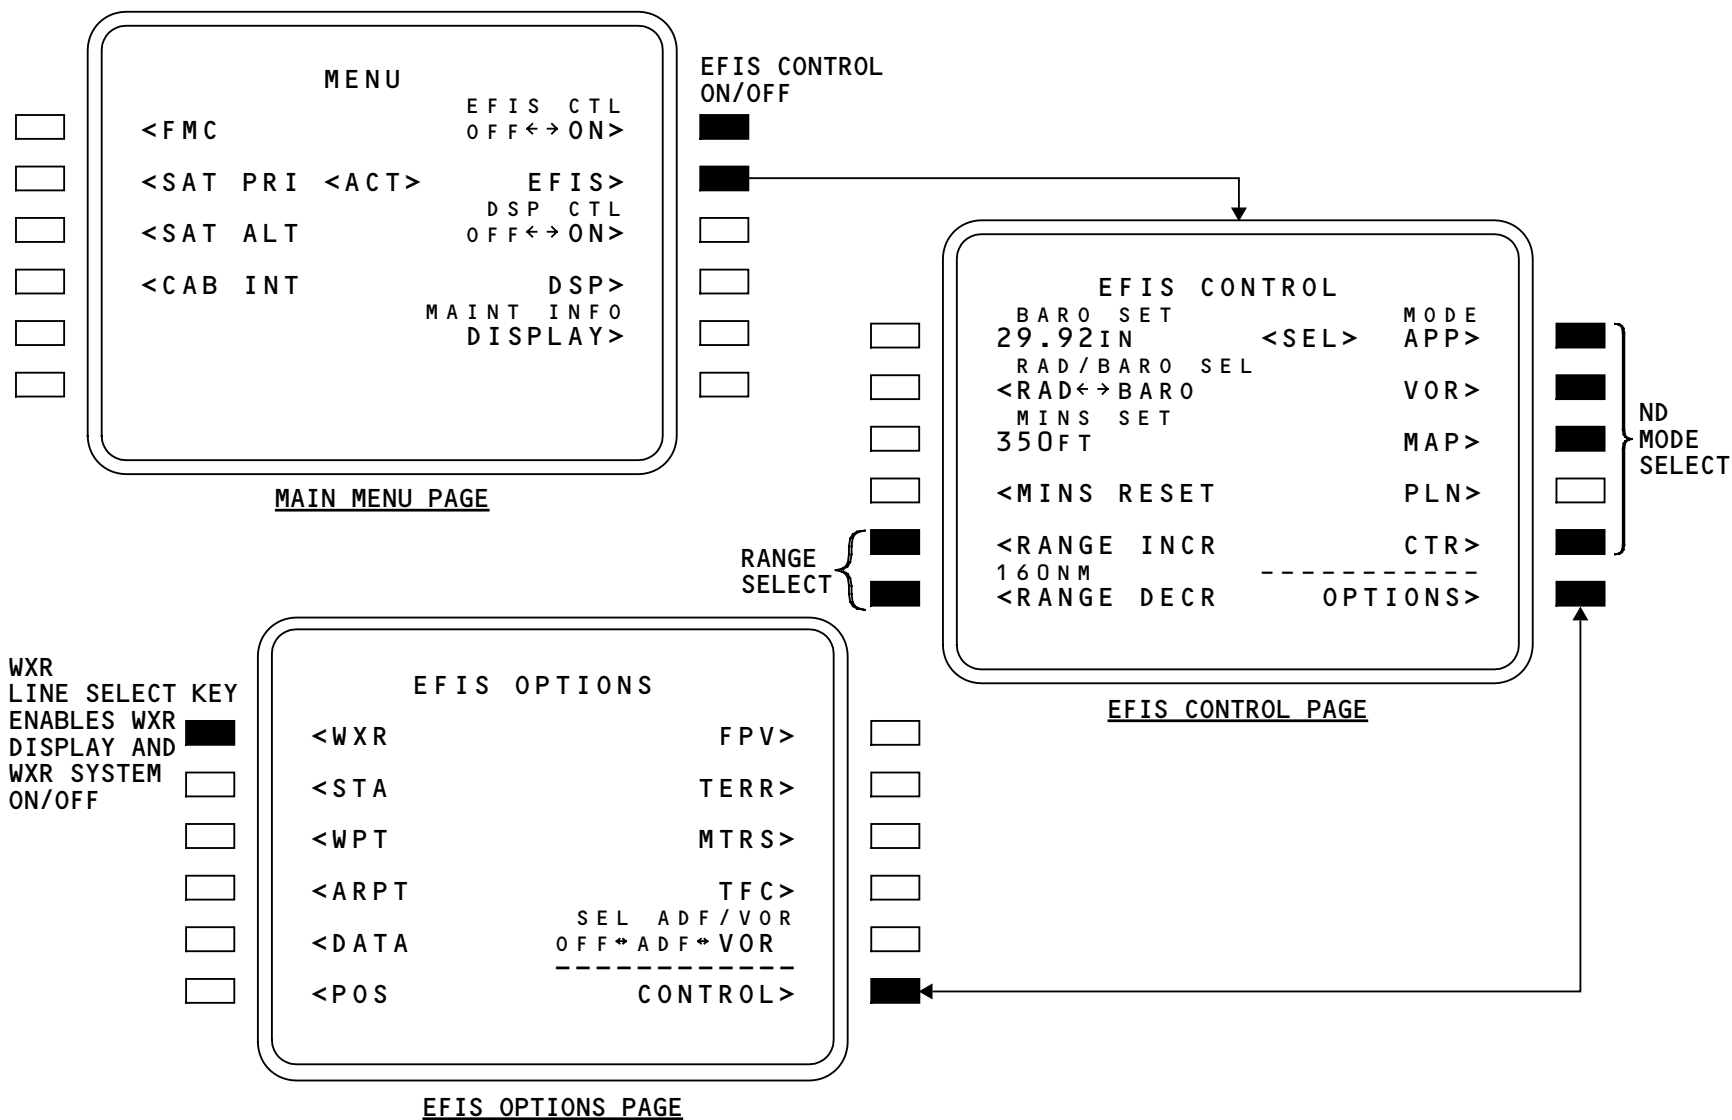 MENU
EFIS CTL
<FMC OFF←→ON>
<SAT PRI <ACT> EFIS>
DSP CTL
<SAT ALT OFF←→ON>
<CAB INT DSP>
MAINT INFO
DISPLAY>
MAIN MENU PAGE
EFIS CONTROL
ON/OFF
EFIS CONTROL
BARO SET MODE
29.92IN <SEL> APP>
RAD/BARO SEL
<RAD←→BARO VOR>
MINS SET
350FT MAP>
<MINS RESET PLN>
<RANGE INCR CTR>
160NM -----------
<RANGE DECR OPTIONS>
EFIS CONTROL PAGE
ND
MODE
SELECT
RANGE
SELECT
WXR
LINE SELECT KEY
ENABLES WXR
DISPLAY AND
WXR SYSTEM
ON/OFF
EFIS OPTIONS
<WXR FPV>
<STA TERR>
<WPT MTRS>
<ARPT TFC>
SEL ADF/VOR
<DATA OFF↔ADF↔VOR
------------
<POS CONTROL>
EFIS OPTIONS PAGE